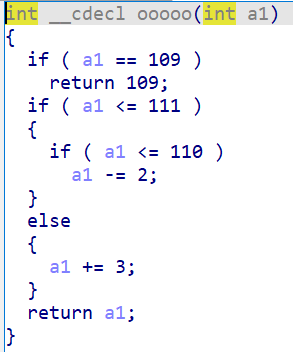 int __cdecl ooooo(int a1)
{
  if ( a1 == 109 )
    return 109;
  if ( a1 <= 111 )
  {
    if ( a1 <= 110 )
      a1 -= 2;
  }
  else
  {
    a1 += 3;
  }
  return a1;
}